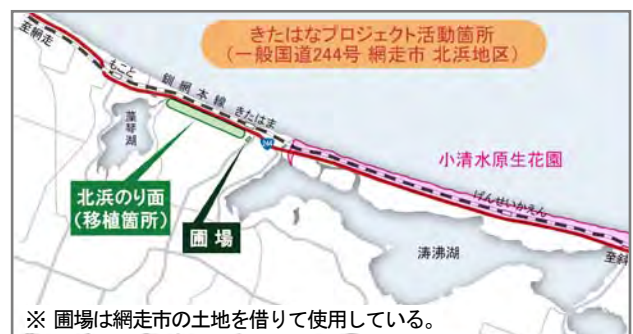 きたはなプロジェクト活動箇所
(一般国道244号 網走市 北浜地区)
至網走
もこと
釧網本線
きたはま
藻琴湖
244
小清水原生花園
北浜のり面
(移植箇所)
圃場
げんせいかえん
濤沸湖
至斜
※ 圃場は網走市の土地を借りて使用している。